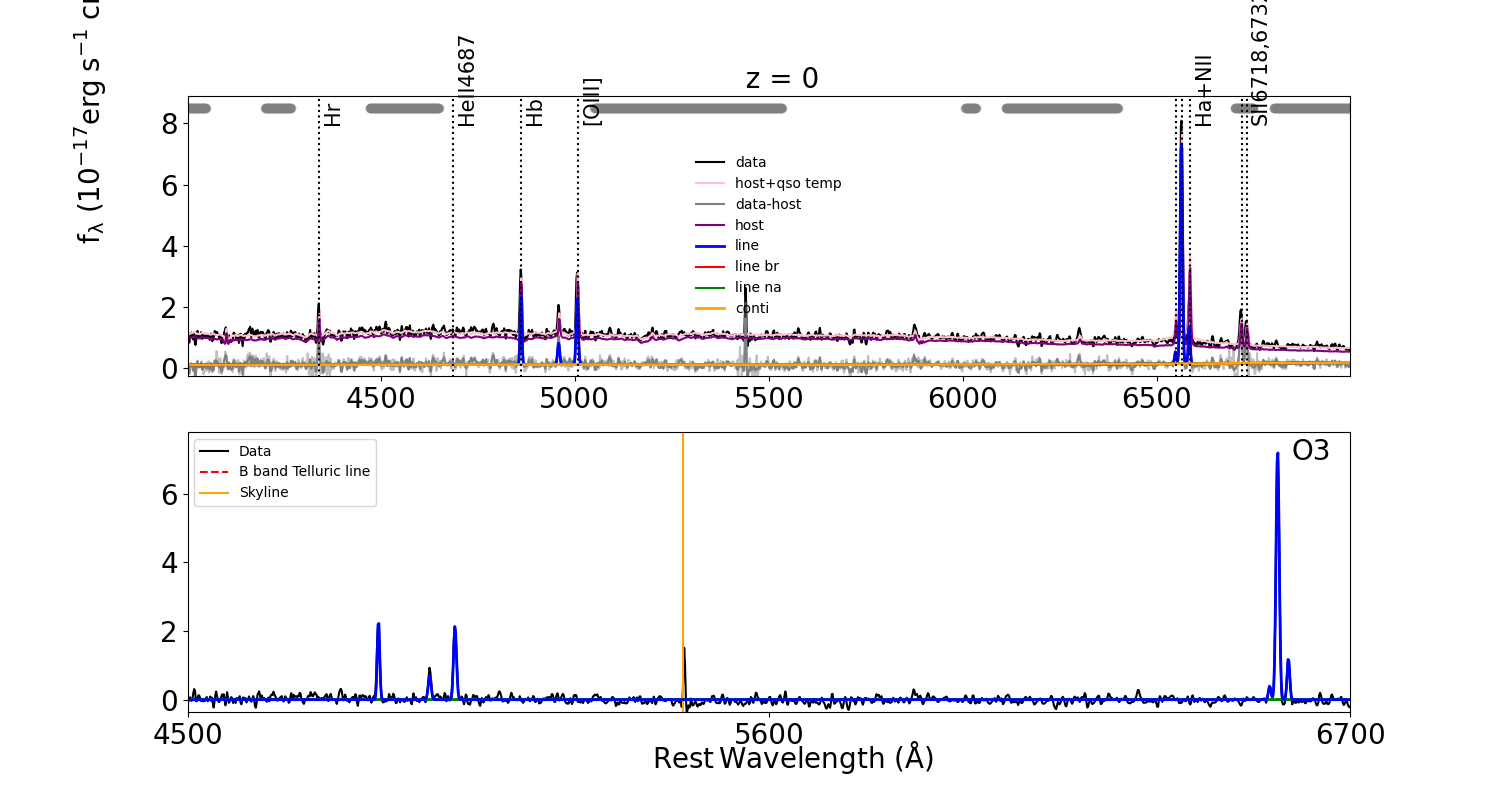 z = 0
f_λ (10^−17 erg s^−1 c
Hr
HeII4687
Hb
[OIII]
Ha+NII
SII6718,673
8
6
4
2
0
data
host+qso temp
data-host
host
line
line br
line na
conti
4500 5000 5500 6000 6500
Data
B band Telluric line
Skyline
O3
6
4
2
0
4500 5600 6700
Rest Wavelength (Å)